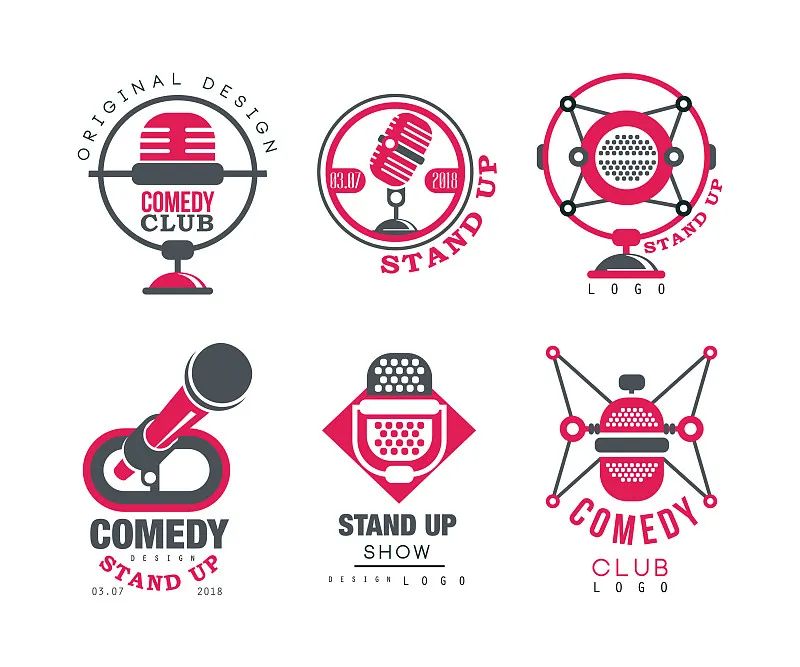 ORIGINAL DESIGN
COMEDY
CLUB
03.07 2018
STAND UP
STAND UP
LOGO
COMEDY
DESIGN
STAND UP
03.07 2018
STAND UP
SHOW
DESIGN LOGO
COMEDY
CLUB
LOGO